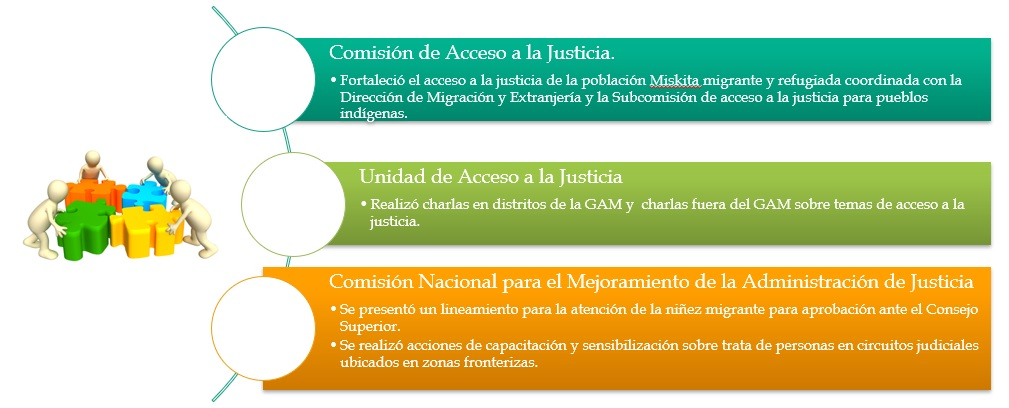 Comisión de Acceso a la Justicia.
• Fortaleció el acceso a la justicia de la población Miskita migrante y refugiada coordinada con la
Dirección de Migración y Extranjería y la Subcomisión de acceso a la justicia para pueblos
indígenas.
Unidad de Acceso a la Justicia
• Realizó charlas en distritos de la GAM y charlas fuera del GAM sobre temas de acceso a la
justicia.
Comisión Nacional para el Mejoramiento de la Administración de Justicia
• Se presentó un lineamiento para la atención de la niñez migrante para aprobación ante el Consejo
Superior.
• Se realizó acciones de capacitación y sensibilización sobre trata de personas en circuitos judiciales
ubicados en zonas fronterizas.